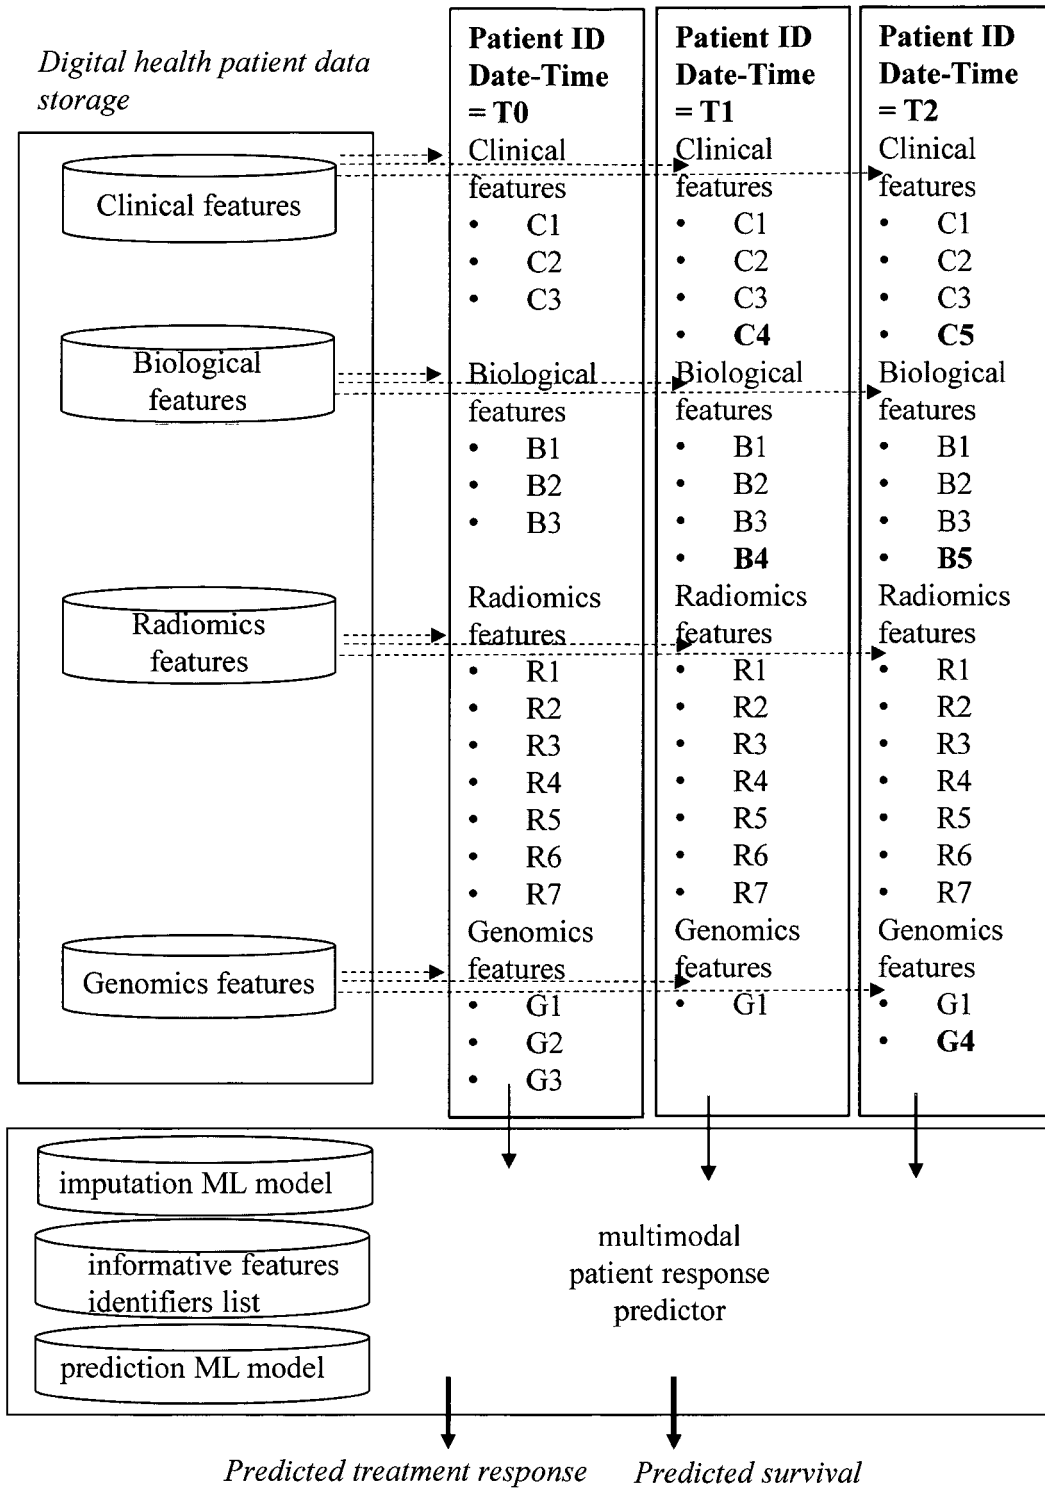 Digital health patient data
storage
Clinical features
Biological
features
Radiomics
features
Genomics features
Patient ID
Date-Time
= T0
Clinical
features
• C1
• C2
• C3
Biological
features
• B1
• B2
• B3
Radiomics
features
• R1
• R2
• R3
• R4
• R5
• R6
• R7
Genomics
features
• G1
• G2
• G3
Patient ID
Date-Time
= T1
Clinical
features
• C1
• C2
• C3
• C4
Biological
features
• B1
• B2
• B3
• B4
Radiomics
features
• R1
• R2
• R3
• R4
• R5
• R6
• R7
Genomics
features
• G1
Patient ID
Date-Time
= T2
Clinical
features
• C1
• C2
• C3
• C5
Biological
features
• B1
• B2
• B3
• B5
Radiomics
features
• R1
• R2
• R3
• R4
• R5
• R6
• R7
Genomics
features
• G1
• G4
imputation ML model
informative features
identifiers list
prediction ML model
multimodal
patient response
predictor
Predicted treatment response
Predicted survival